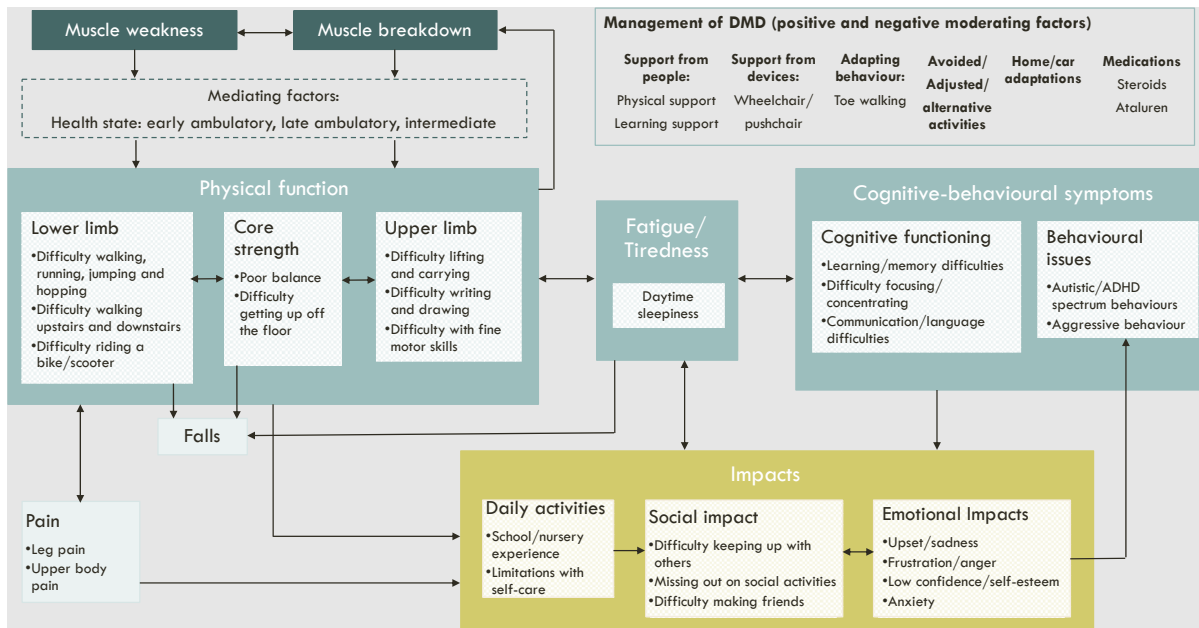 Muscle weakness
Muscle breakdown
Mediating factors:
Health state: early ambulatory, late ambulatory, intermediate
Management of DMD (positive and negative moderating factors)
Support from
people:
Physical support
Learning support
Support from
devices:
Wheelchair/
pushchair
Adapting
behaviour:
Toe walking
Avoided/
Adjusted/
alternative
activities
Home/car
adaptations
Medications
Steroids
Ataluren
Physical function
Lower limb
•Difficulty walking,
running, jumping and
hopping
•Difficulty walking
upstairs and downstairs
•Difficulty riding a
bike/scooter
Core
strength
•Poor balance
•Difficulty
getting up off
the floor
Upper limb
•Difficulty lifting
and carrying
•Difficulty writing
and drawing
•Difficulty with fine
motor skills
Fatigue/
Tiredness
Daytime
sleepiness
Cognitive-behavioural symptoms
Cognitive functioning
•Learning/memory difficulties
•Difficulty focusing/
concentrating
•Communication/language
difficulties
Behavioural
issues
•Autistic/ADHD
spectrum behaviours
•Aggressive behaviour
Falls
Pain
•Leg pain
•Upper body
pain
Impacts
Daily activities
•School/nursery
experience
•Limitations with
self-care
Social impact
•Difficulty keeping up with
others
•Missing out on social activities
•Difficulty making friends
Emotional Impacts
•Upset/sadness
•Frustration/anger
•Low confidence/self-esteem
•Anxiety